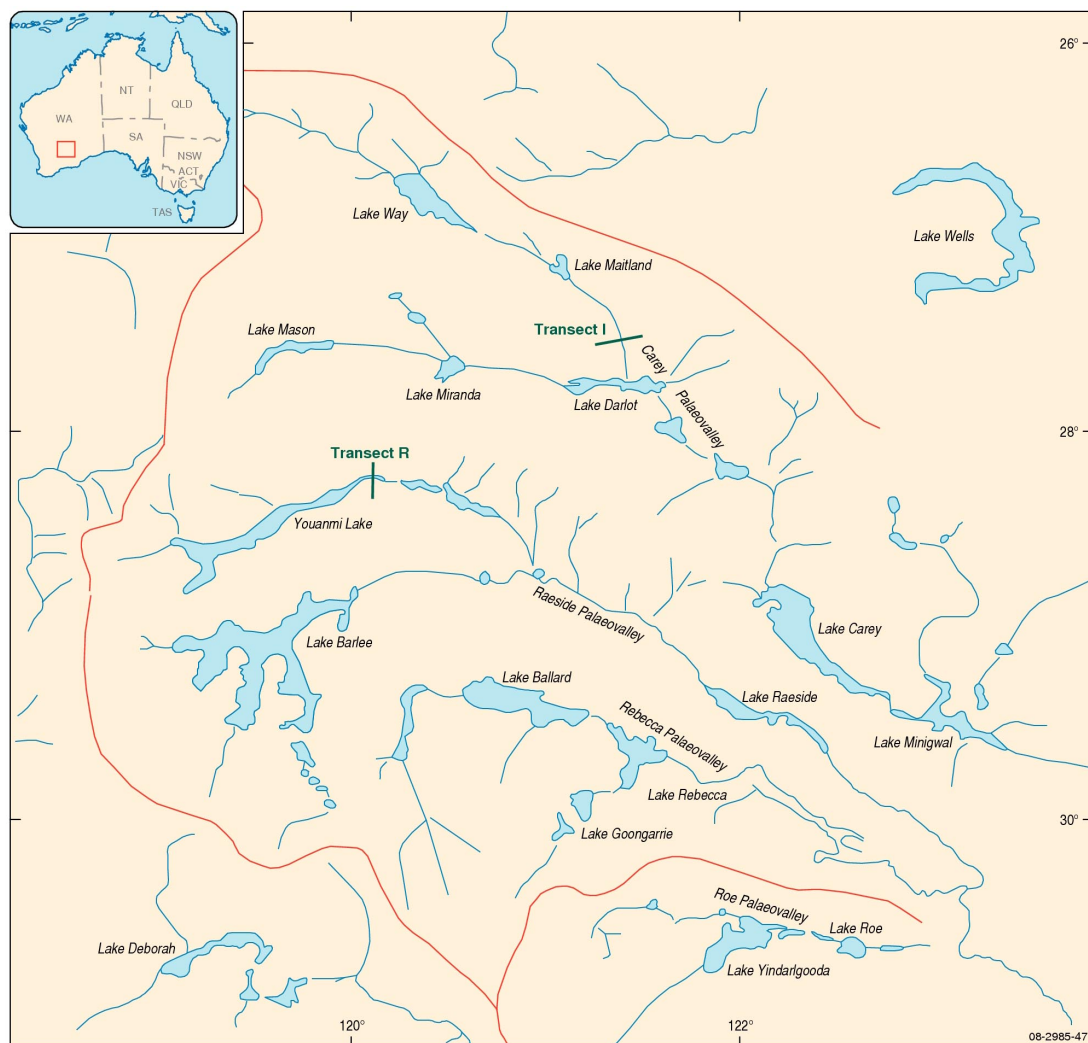 26°
NT
QLD
WA
SA
NSW
ACT
VIC
TAS
Lake Way
Lake Wells
Lake Maitland
Transect I
Lake Mason
Carey
Palaeovalley
Lake Miranda
Lake Darlot
28°
Transect R
Youanmi Lake
Raeside Palaeovalley
Lake Carey
Lake Barlee
Lake Ballard
Lake Raeside
Rebecca Palaeovalley
Lake Minigwal
Lake Rebecca
30°
Lake Goongarrie
Roe Palaeovalley
Lake Roe
Lake Deborah
Lake Yindarlgooda
120°
122°
08-2985-47